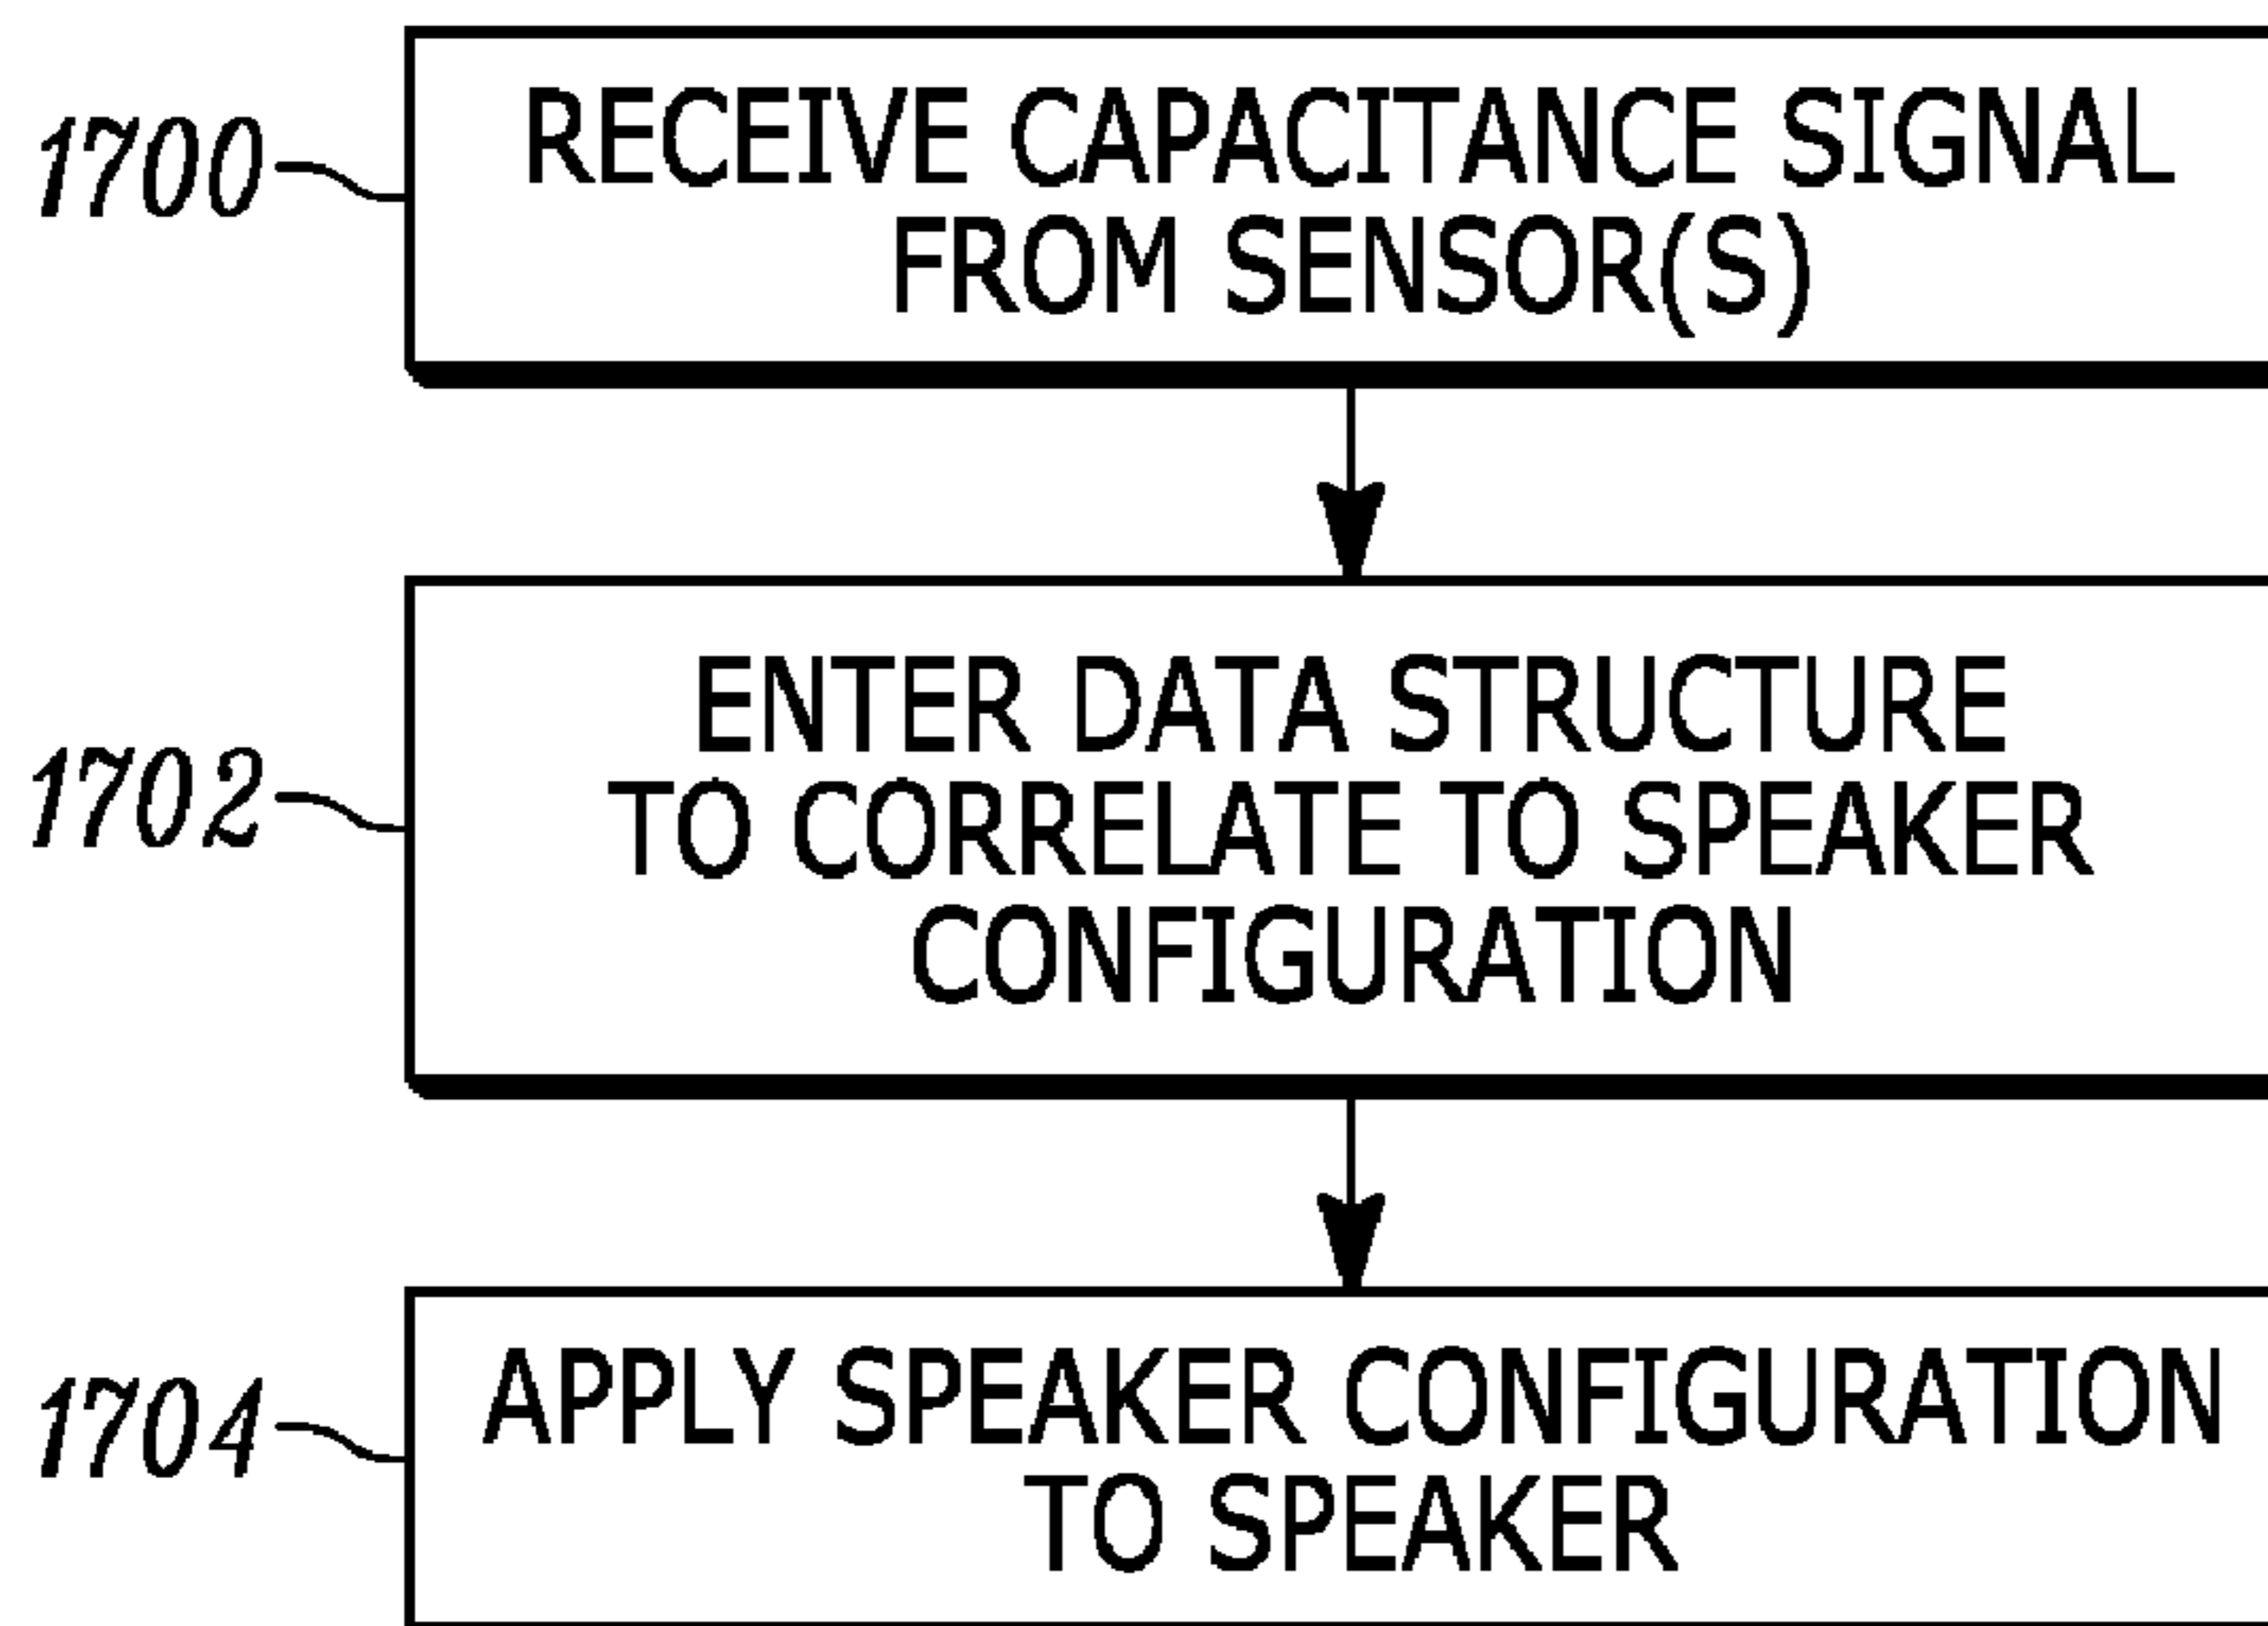 1700
RECEIVE CAPACITANCE SIGNAL
FROM SENSOR(S)
1702
ENTER DATA STRUCTURE
TO CORRELATE TO SPEAKER
CONFIGURATION
1704
APPLY SPEAKER CONFIGURATION
TO SPEAKER